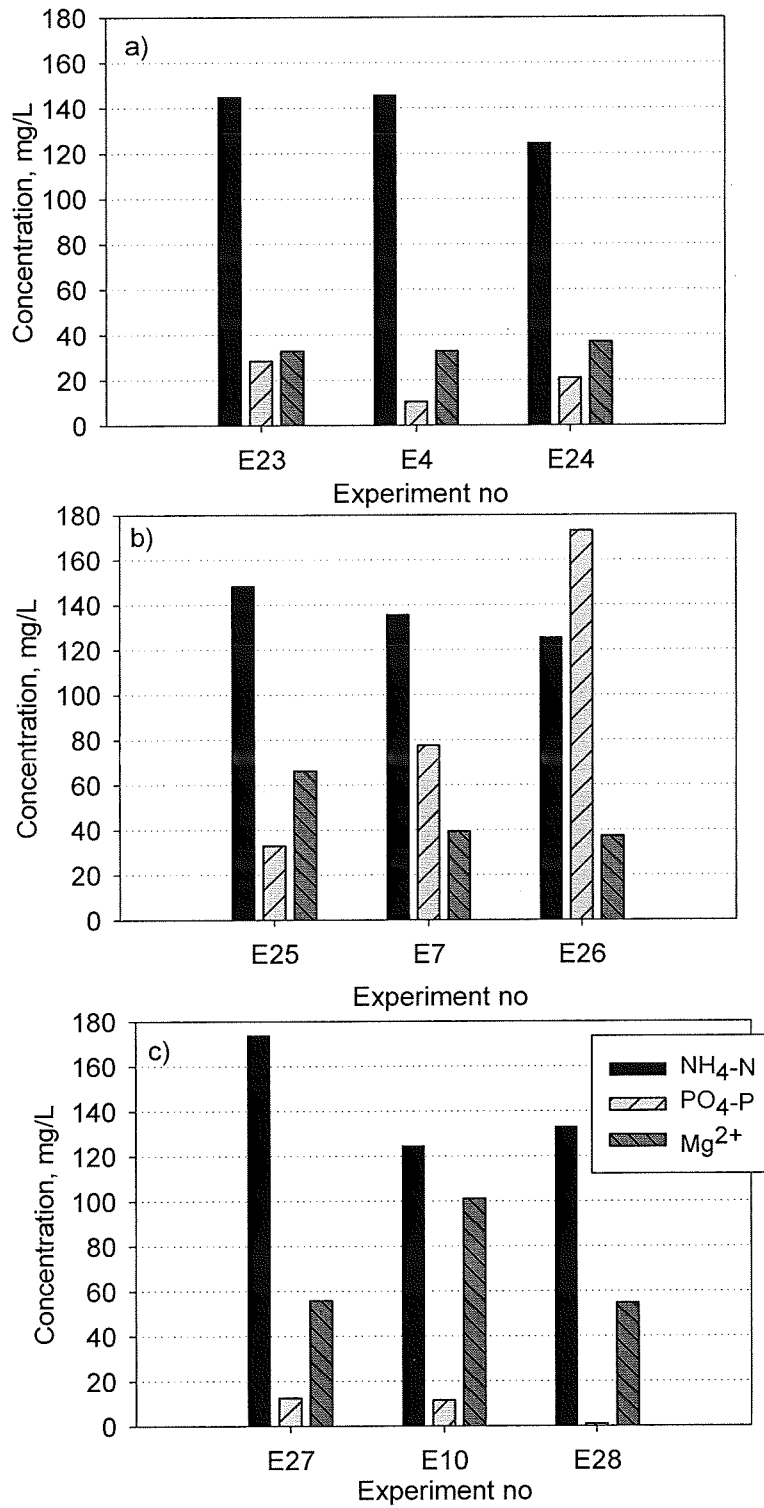 a)
Concentration, mg/L
180
160
140
120
100
80
60
40
20
0
E23 E4 E24
Experiment no
b)
Concentration, mg/L
180
160
140
120
100
80
60
40
20
0
E25 E7 E26
Experiment no
c)
Concentration, mg/L
180
160
140
120
100
80
60
40
20
0
NH4-N
PO4-P
Mg2+
E27 E10 E28
Experiment no